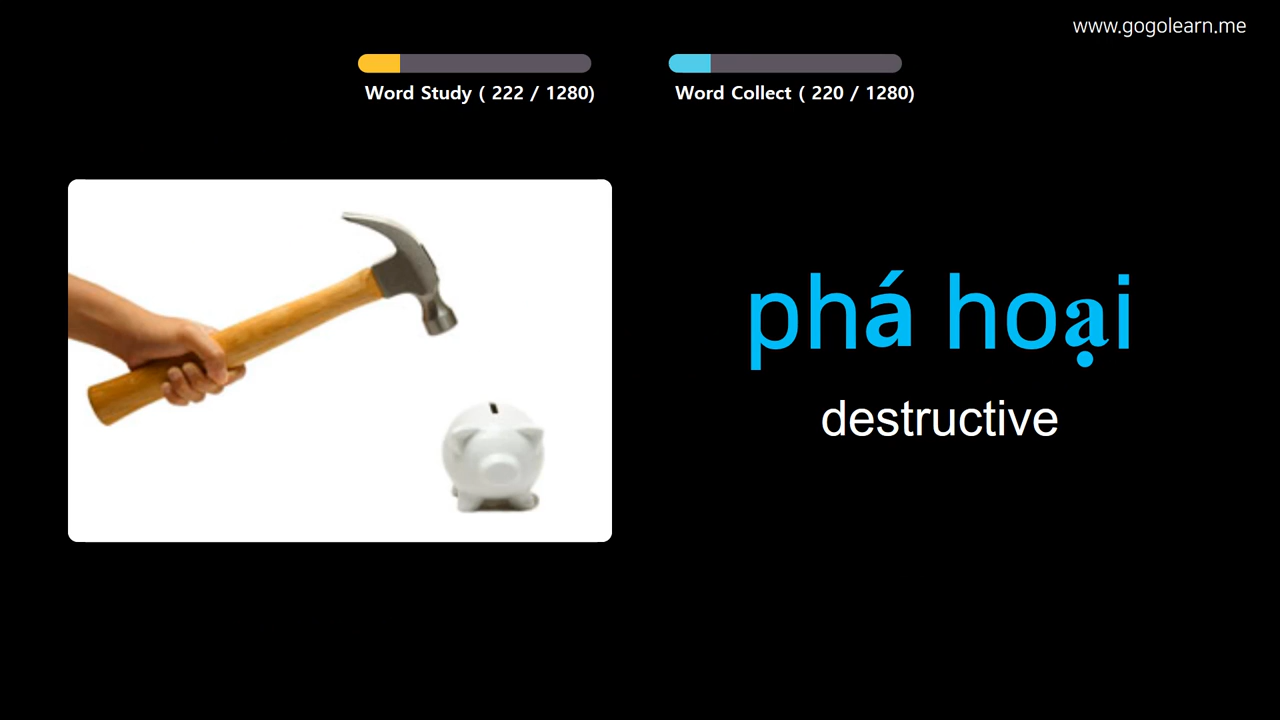 www.gogolearn.me
Word Study ( 222 / 1280)
Word Collect ( 220 / 1280)
phá hoại
destructive